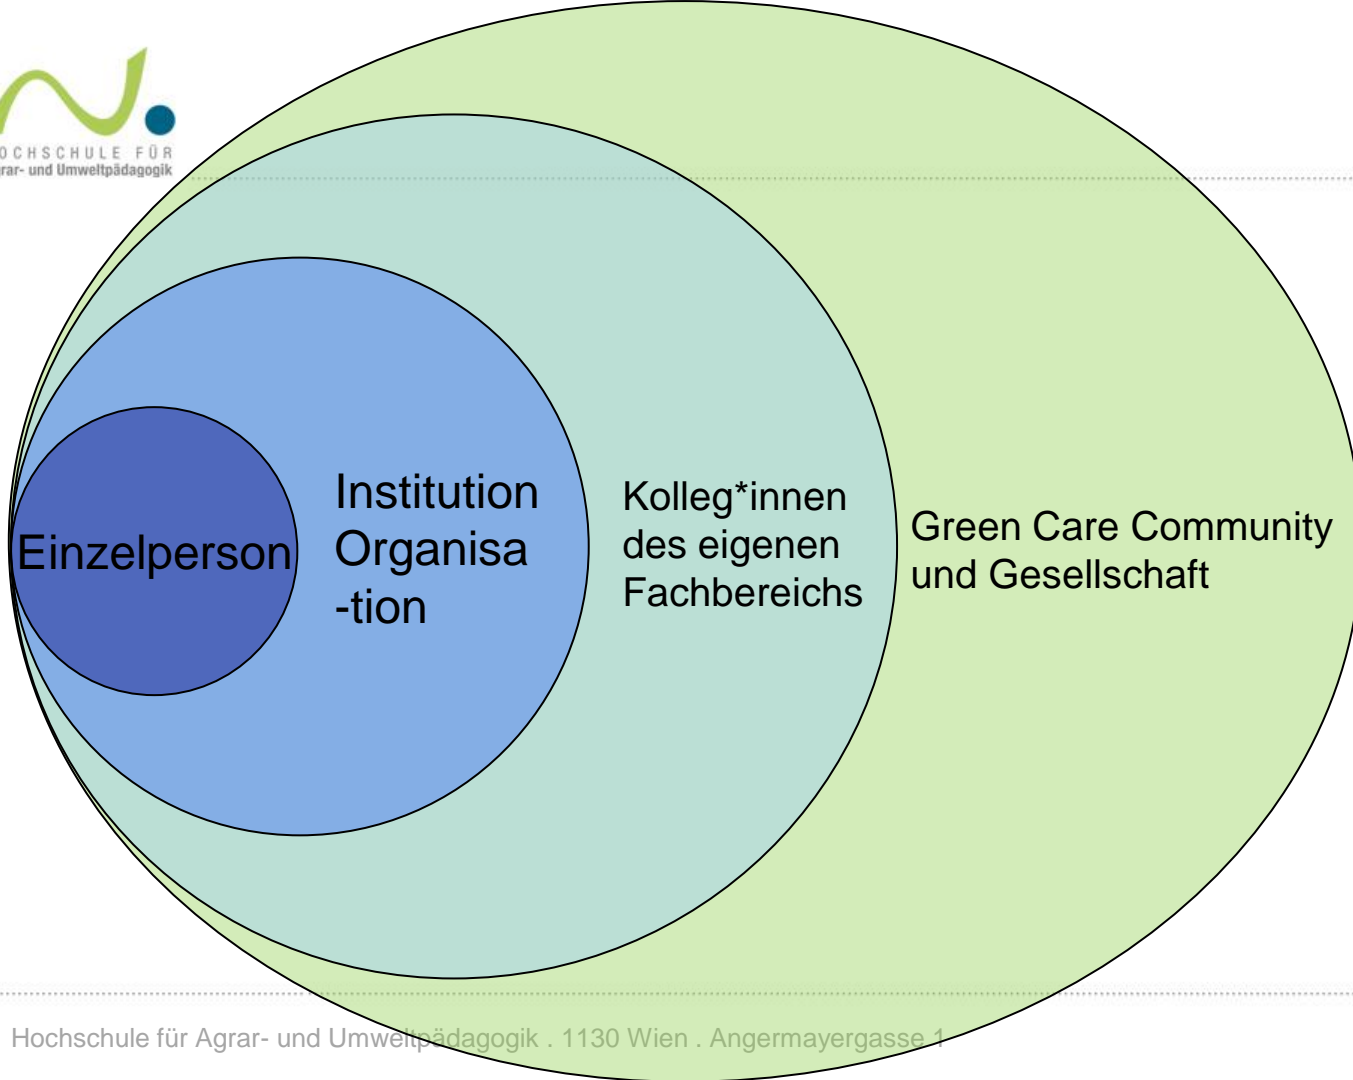 OCHSCHULE FÜR
rar- und Umweltpädagogik
Einzelperson
Institution
Organisa
-tion
Kolleg*innen
des eigenen
Fachbereichs
Green Care Community
und Gesellschaft
Hochschule für Agrar- und Umweltpädagogik . 1130 Wien . Angermayergasse 1